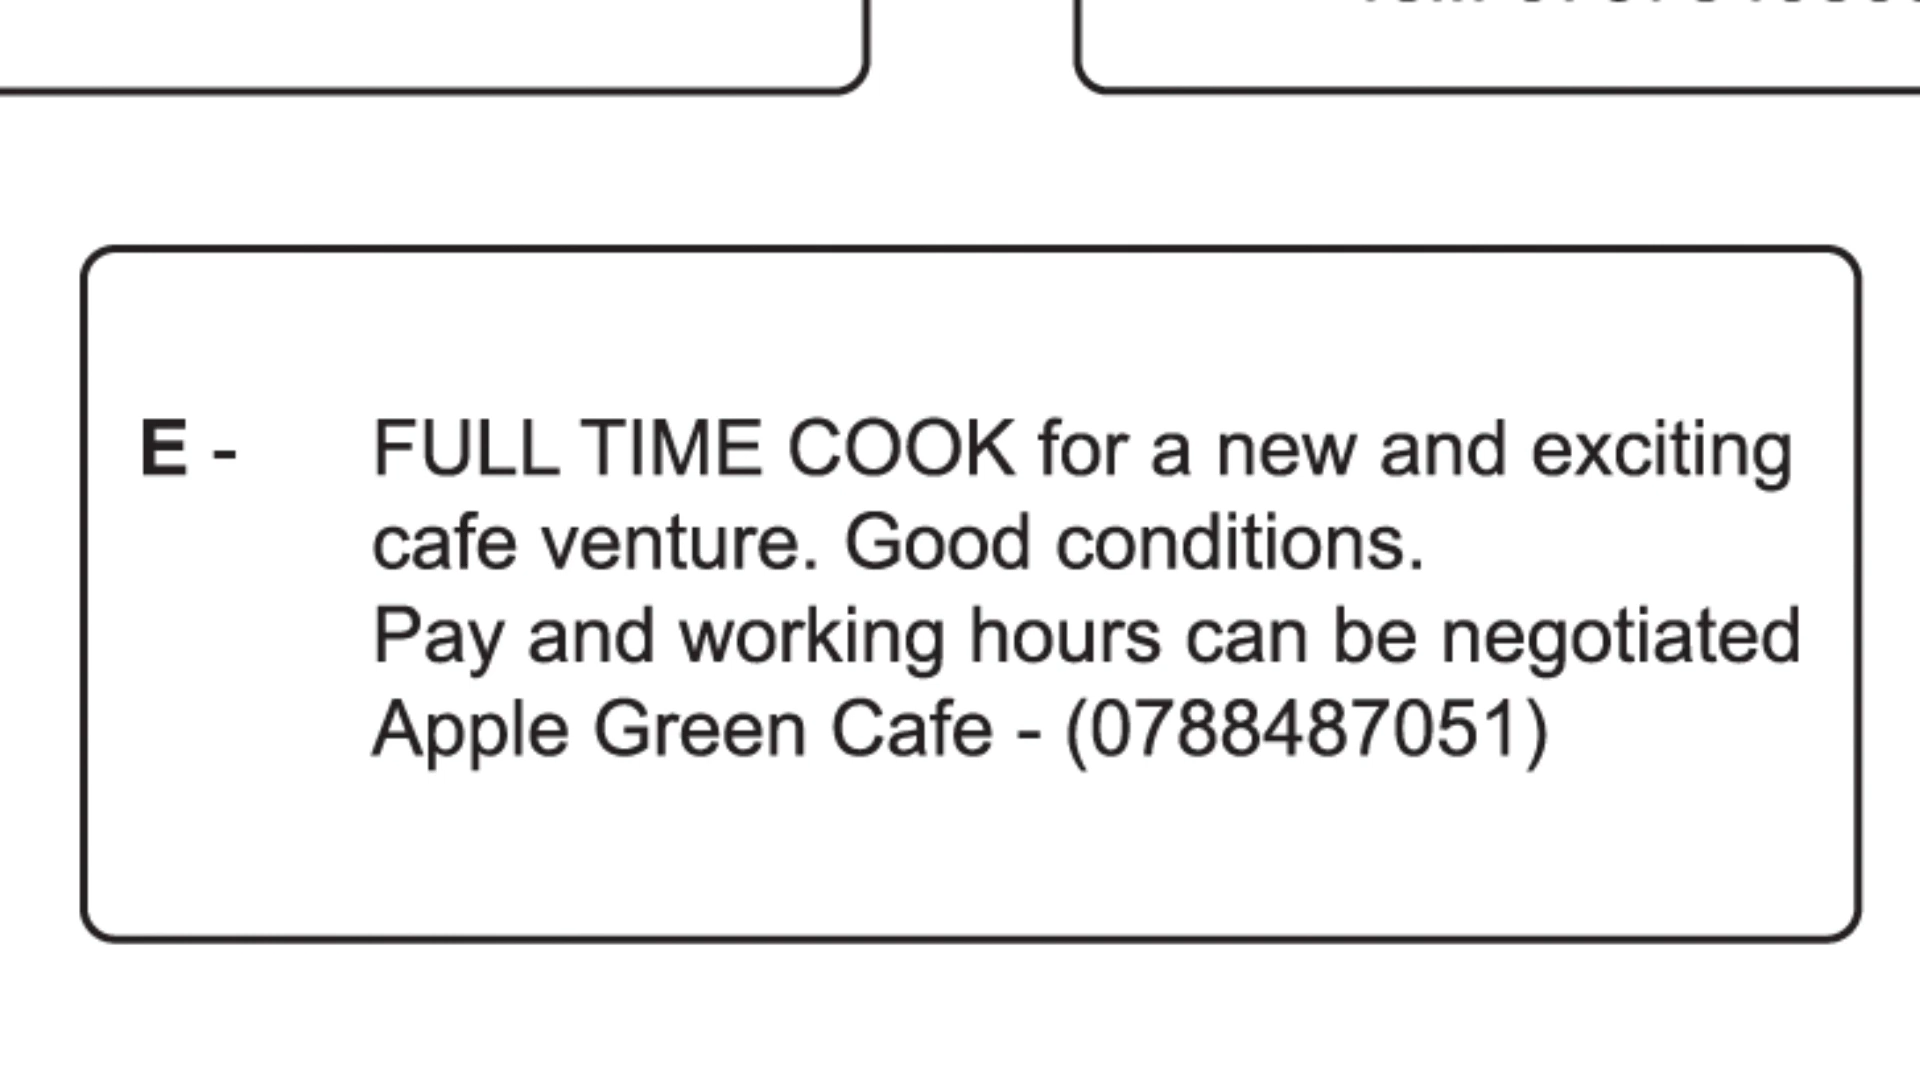 E - FULL TIME COOK for a new and exciting
cafe venture. Good conditions.
Pay and working hours can be negotiated
Apple Green Cafe - (0788487051)